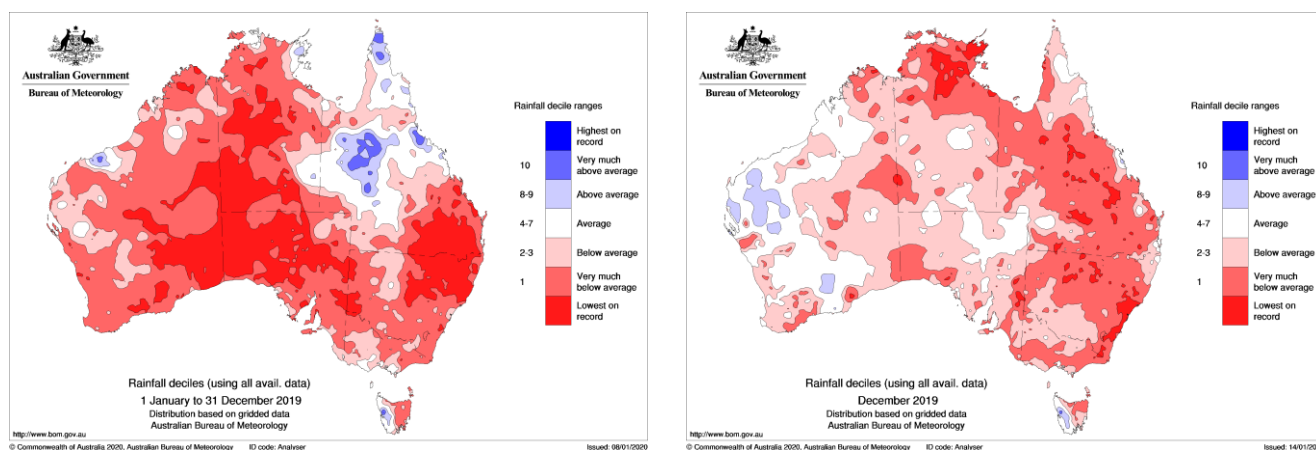 Australian Government
Bureau of Meteorology
Rainfall decile ranges
Highest on
record
10
Very much
above average
8-9
Above average
4-7
Average
2-3
Below average
1
Very much
below average
Lowest on
record
Rainfall deciles (using all avail. data)
1 January to 31 December 2019
Distribution based on gridded data
Australian Bureau of Meteorology
http://www.bom.gov.au
© Commonwealth of Australia 2020, Australian Bureau of Meteorology ID code: Analyser Issued: 08/01/2020
Australian Government
Bureau of Meteorology
Rainfall decile ranges
Highest on
record
10
Very much
above average
8-9
Above average
4-7
Average
2-3
Below average
1
Very much
below average
Lowest on
record
Rainfall deciles (using all avail. data)
December 2019
Distribution based on gridded data
Australian Bureau of Meteorology
http://www.bom.gov.au
© Commonwealth of Australia 2020, Australian Bureau of Meteorology ID code: Analyser Issued: 14/01/20